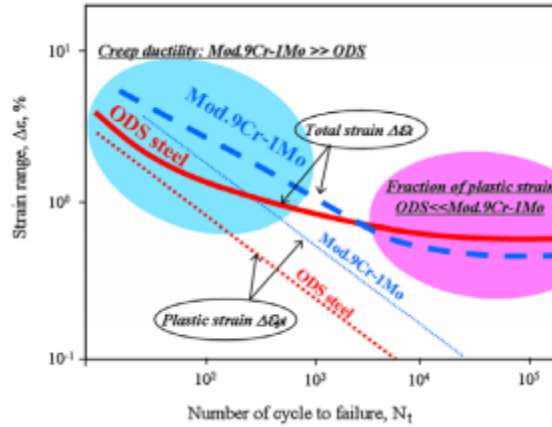 10¹
Creep ductility: Mod.9Cr-1Mo >> ODS
Mod.9Cr-1Mo
ODS steel
Total strain Δεt
Fraction of plastic strain
ODS<<Mod.9Cr-1Mo
Strain range, Δε, %
10⁰
Mod.9Cr-1Mo
ODS steel
Plastic strain
10⁻¹
10² 10³ 10⁴ 10⁵
Number of cycle to failure, Nt